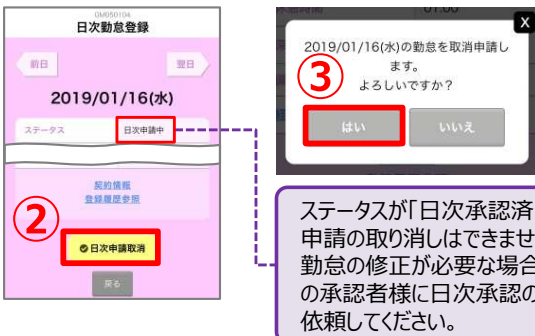 GM050104
日次勤怠登録
前日
翌日
2019/01/16(水)
ステータス 日次申請中
契約情報
登録履歴参照
②
日次申請取消
戻る
01:00
X
2019/01/16(水)の勤怠を取消申請し
ます。
よろしいですか？
③
はい
いいえ
ステータスが「日次承認済
申請の取り消しはできませ
勤怠の修正が必要な場合
の承認者様に日次承認の
依頼してください。